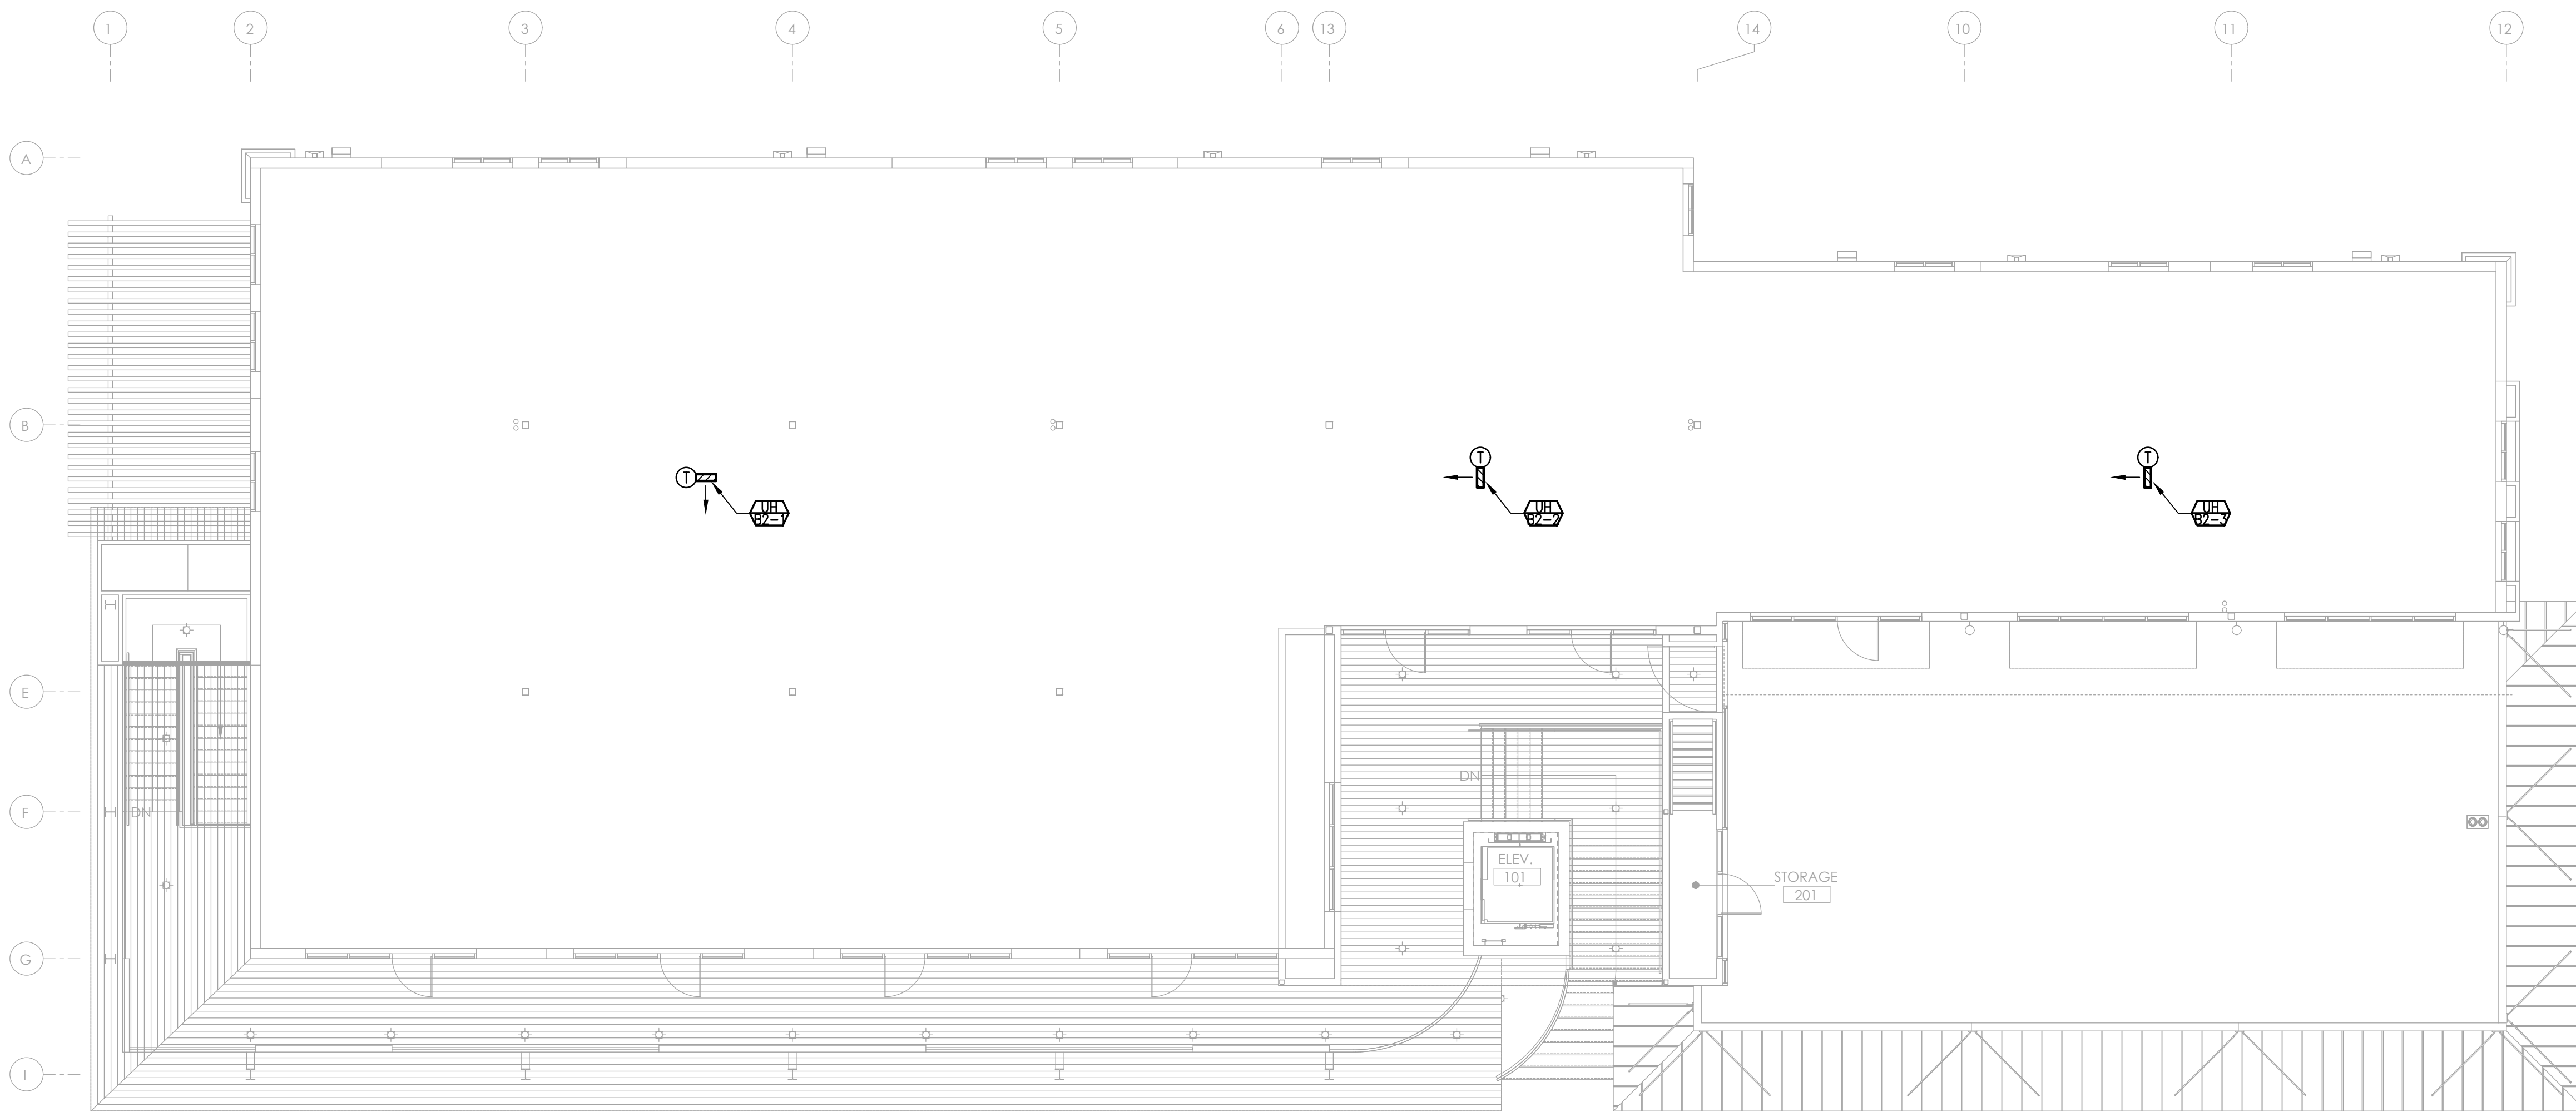 1
2
3
4
5
6
13
14
10
11
12
A
B
T
UH
B2-1
T
UH
B2-2
T
UH
B2-3
E
DN
F
DN
ELEV.
101
STORAGE
201
G
I